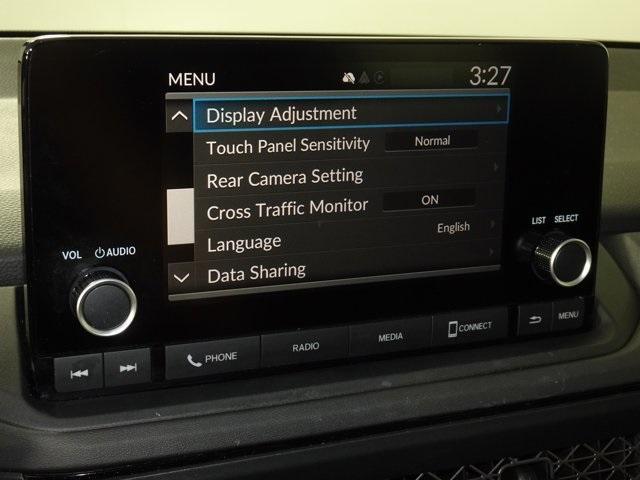 MENU 3:27
Display Adjustment
Touch Panel Sensitivity Normal
Rear Camera Setting
Cross Traffic Monitor ON
Language English
Data Sharing
VOL AUDIO
LIST SELECT
PHONE RADIO MEDIA CONNECT MENU